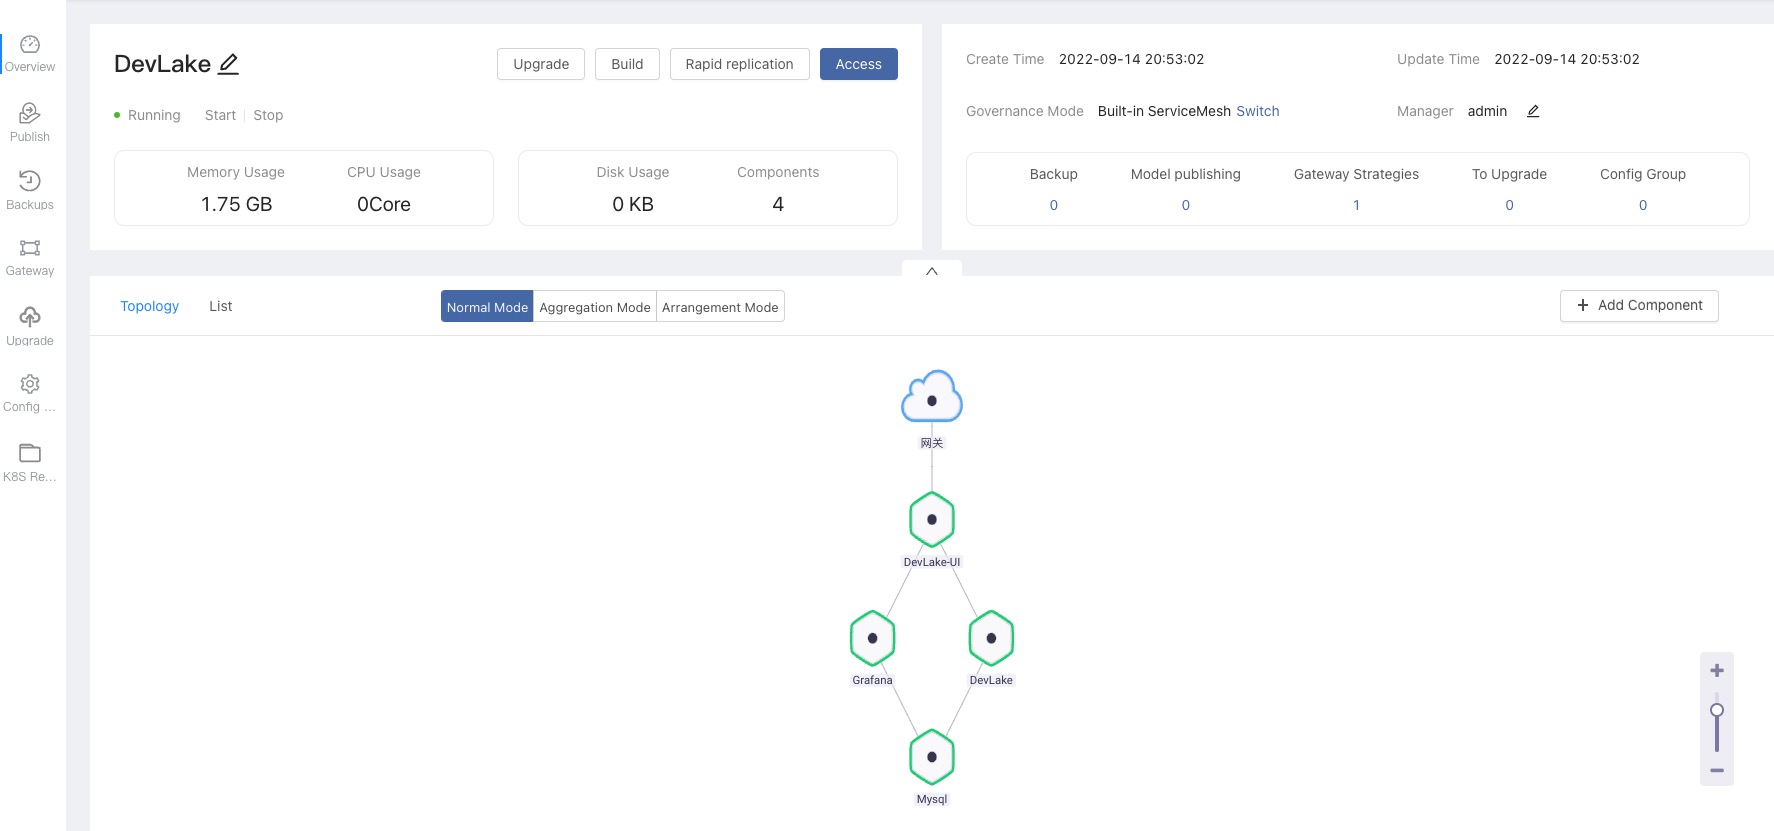 Overview
Publish
Backups
Gateway
Upgrade
Config ...
K8S Re...
DevLake
Upgrade
Build
Rapid replication
Access
Running
Start
Stop
Memory Usage
CPU Usage
1.75 GB
0Core
Disk Usage
Components
0 KB
4
Create Time 2022-09-14 20:53:02
Update Time 2022-09-14 20:53:02
Governance Mode Built-in ServiceMesh Switch
Manager admin
Backup
Model publishing
Gateway Strategies
To Upgrade
Config Group
0
0
1
0
0
Topology
List
Normal Mode
Aggregation Mode
Arrangement Mode
+ Add Component
网关
DevLake-UI
Grafana
DevLake
Mysql